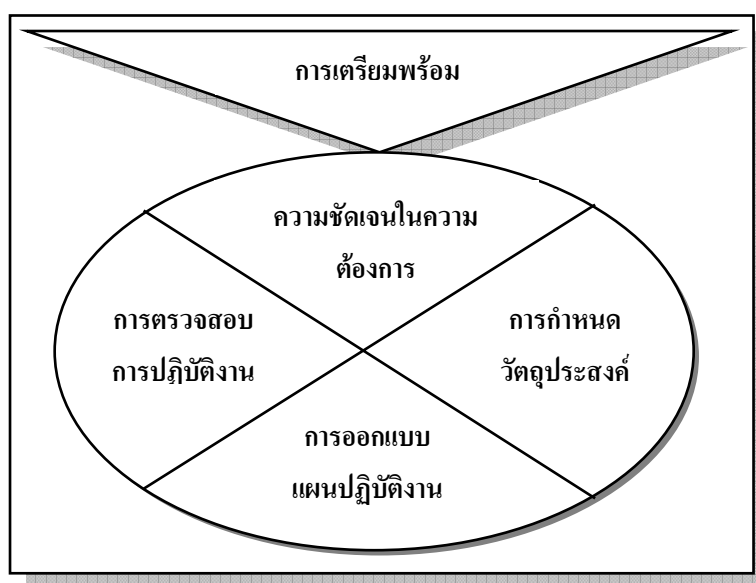 การเตรียมพร้อม
ความชัดเจนในความ
ต้องการ
การตรวจสอบ
การปฏิบัติงาน
การกำหนด
วัตถุประสงค์
การออกแบบ
แผนปฏิบัติงาน